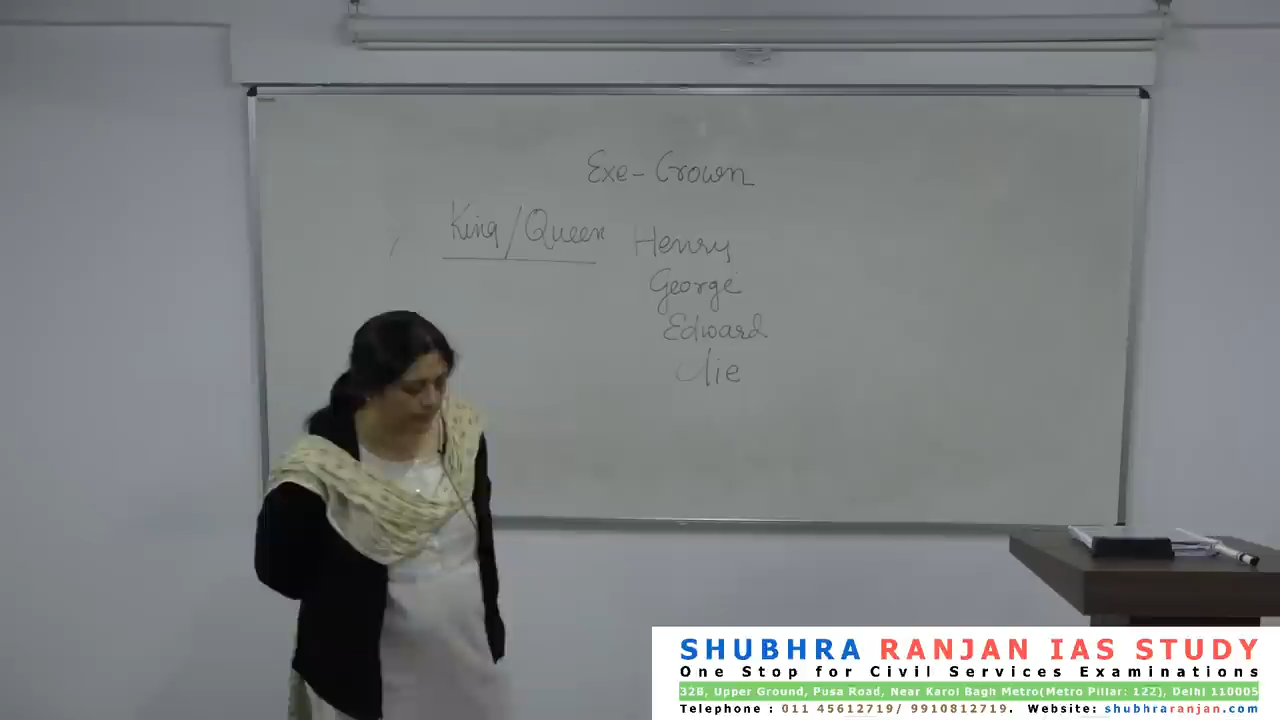 Exe - Crown
King/Queen Henry
George
Edward
die
SHUBHRA RANJAN IAS STUDY
One Stop for Civil Services Examinations
32B, Upper Ground, Pusa Road, Near Karol Bagh Metro(Metro Pillar: 122), Delhi 110005
Telephone : 011 45612719/ 9910812719. Website: shubhraranjan.com